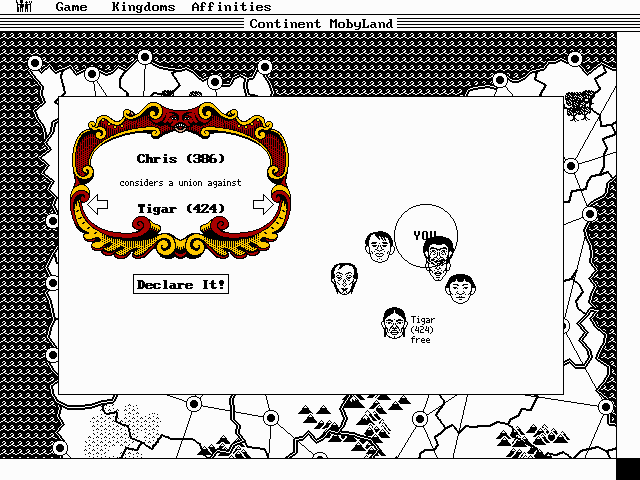 Game Kingdoms Affinities
Continent MobyLand
Chris (386)
considers a union against
Tigar (424)
Declare It!
YOU
Tigar
(424)
free